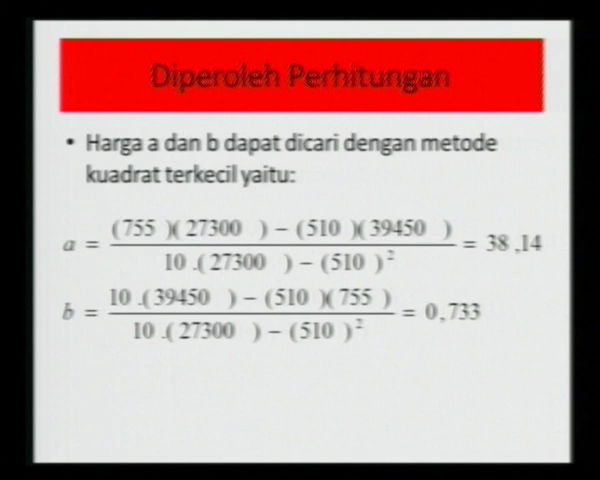 Diperoleh Perhitungan
• Harga a dan b dapat dicari dengan metode
kuadrat terkecil yaitu:
a = (755 )( 27300 ) − (510 )( 39450 ) / 10 .( 27300 ) − (510 )² = 38 ,14
b = 10 .( 39450 ) − (510 )( 755 ) / 10 .( 27300 ) − (510 )² = 0,733